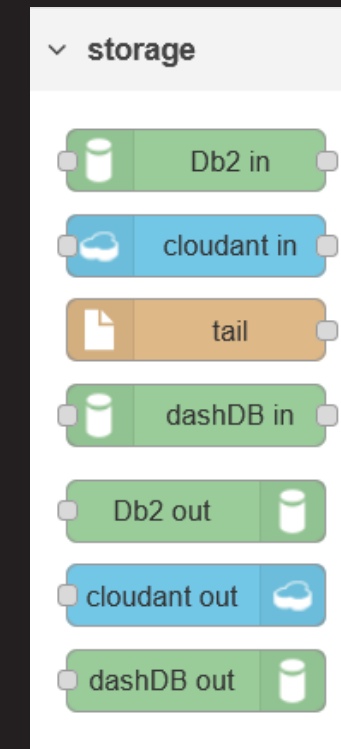 storage
Db2 in
cloudant in
tail
dashDB in
Db2 out
cloudant out
dashDB out